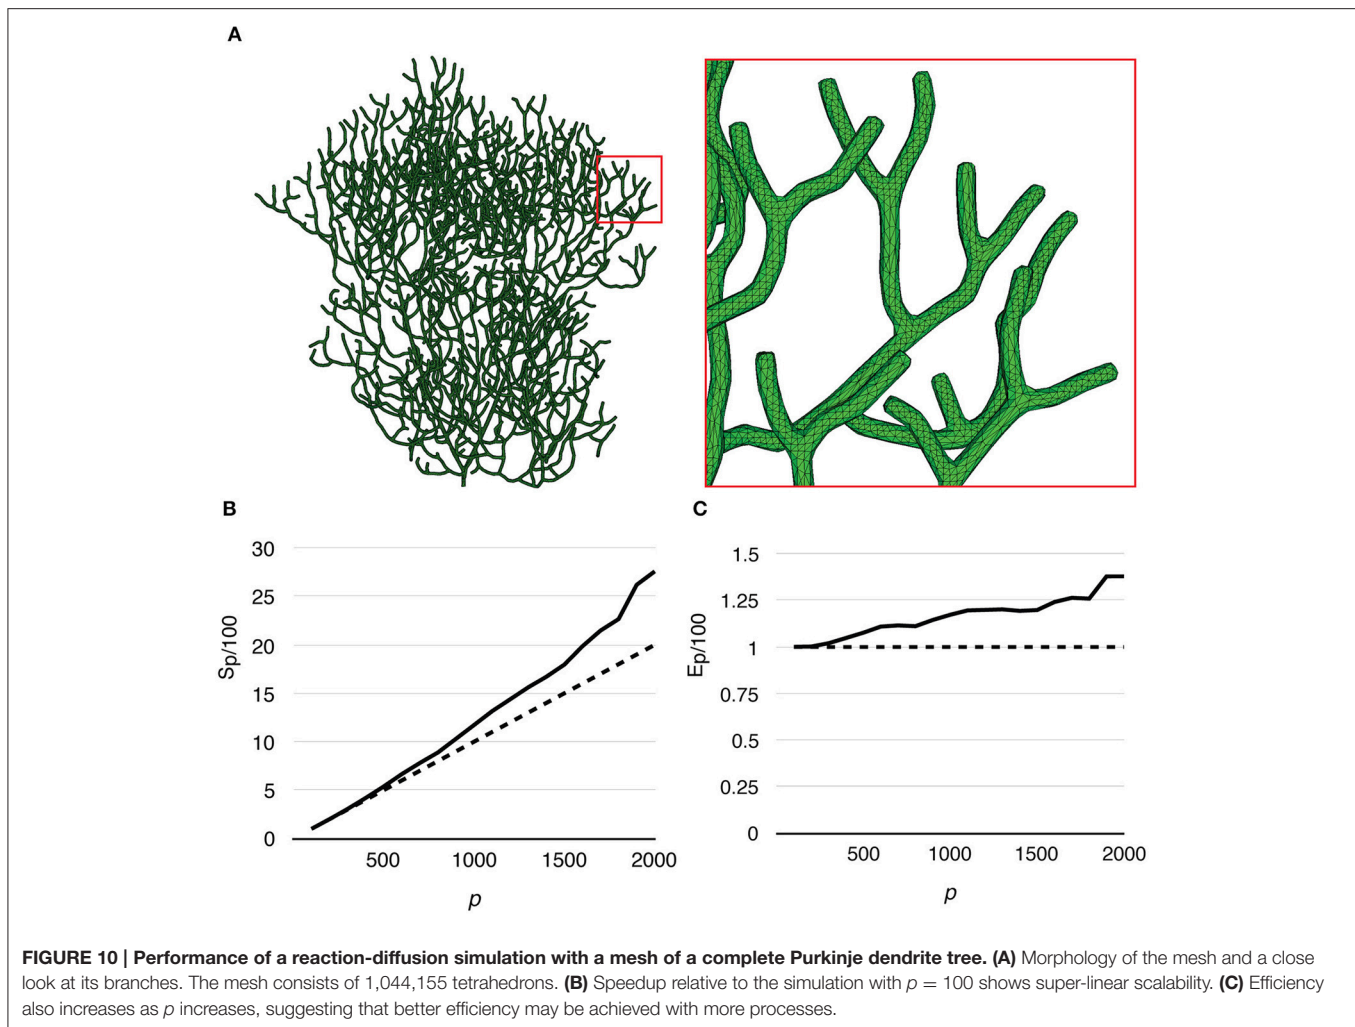 A
B
C
30
25
20
15
10
5
0
Sp/100
500
1000
1500
2000
p
1.5
1.25
1
0.75
0.5
0.25
0
Ep/100
500
1000
1500
2000
p
FIGURE 10 | Performance of a reaction-diffusion simulation with a mesh of a complete Purkinje dendrite tree. (A) Morphology of the mesh and a close
look at its branches. The mesh consists of 1,044,155 tetrahedrons. (B) Speedup relative to the simulation with p = 100 shows super-linear scalability. (C) Efficiency
also increases as p increases, suggesting that better efficiency may be achieved with more processes.